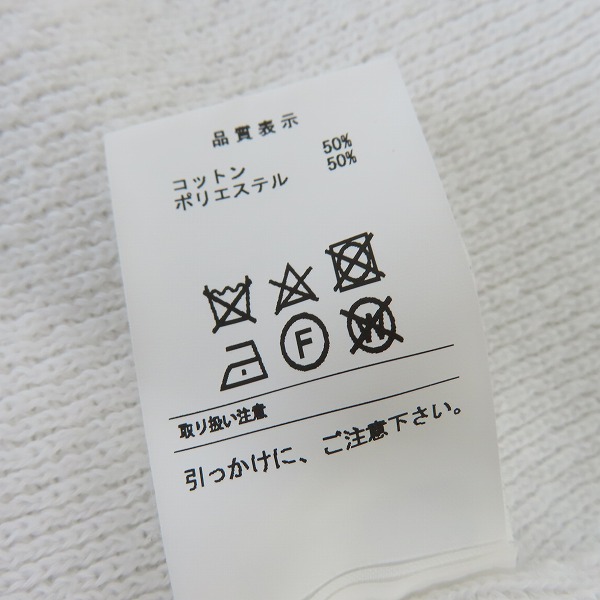 品質表示
コットン 50%
ポリエステル 50%
F W
取り扱い注意
引っかけに、ご注意下さい。